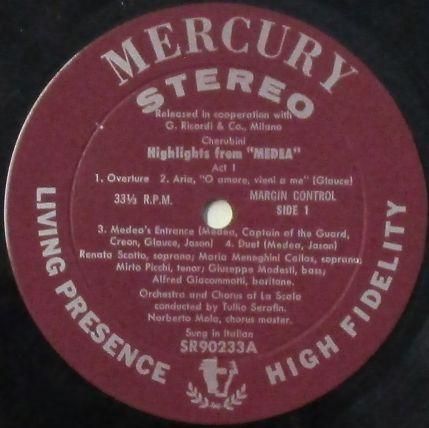 MERCURY
STEREO
Released in cooperation with
G. Ricordi & Co., Milano
Cherubini
Highlights from "MEDEA"
Act 1
1. Overture 2. Aria, "O amore, vieni a me" (Glauce)
33⅓ R.P.M. MARGIN CONTROL
SIDE 1
3. Medea's Entrance (Medea, Captain of the Guard,
Creon, Glauce, Jason) 4. Duet (Medea, Jason)
Renata Scotto, soprano; Maria Meneghini Callas, soprano;
Mirto Picchi, tenor; Giuseppe Modesti, bass;
Alfred Giacommotti, baritone.
Orchestra and Chorus of La Scala
conducted by Tullio Serafin.
Norberto Mola, chorus master.
Sung in Italian
SR90233A
LIVING PRESENCE
HIGH FIDELITY